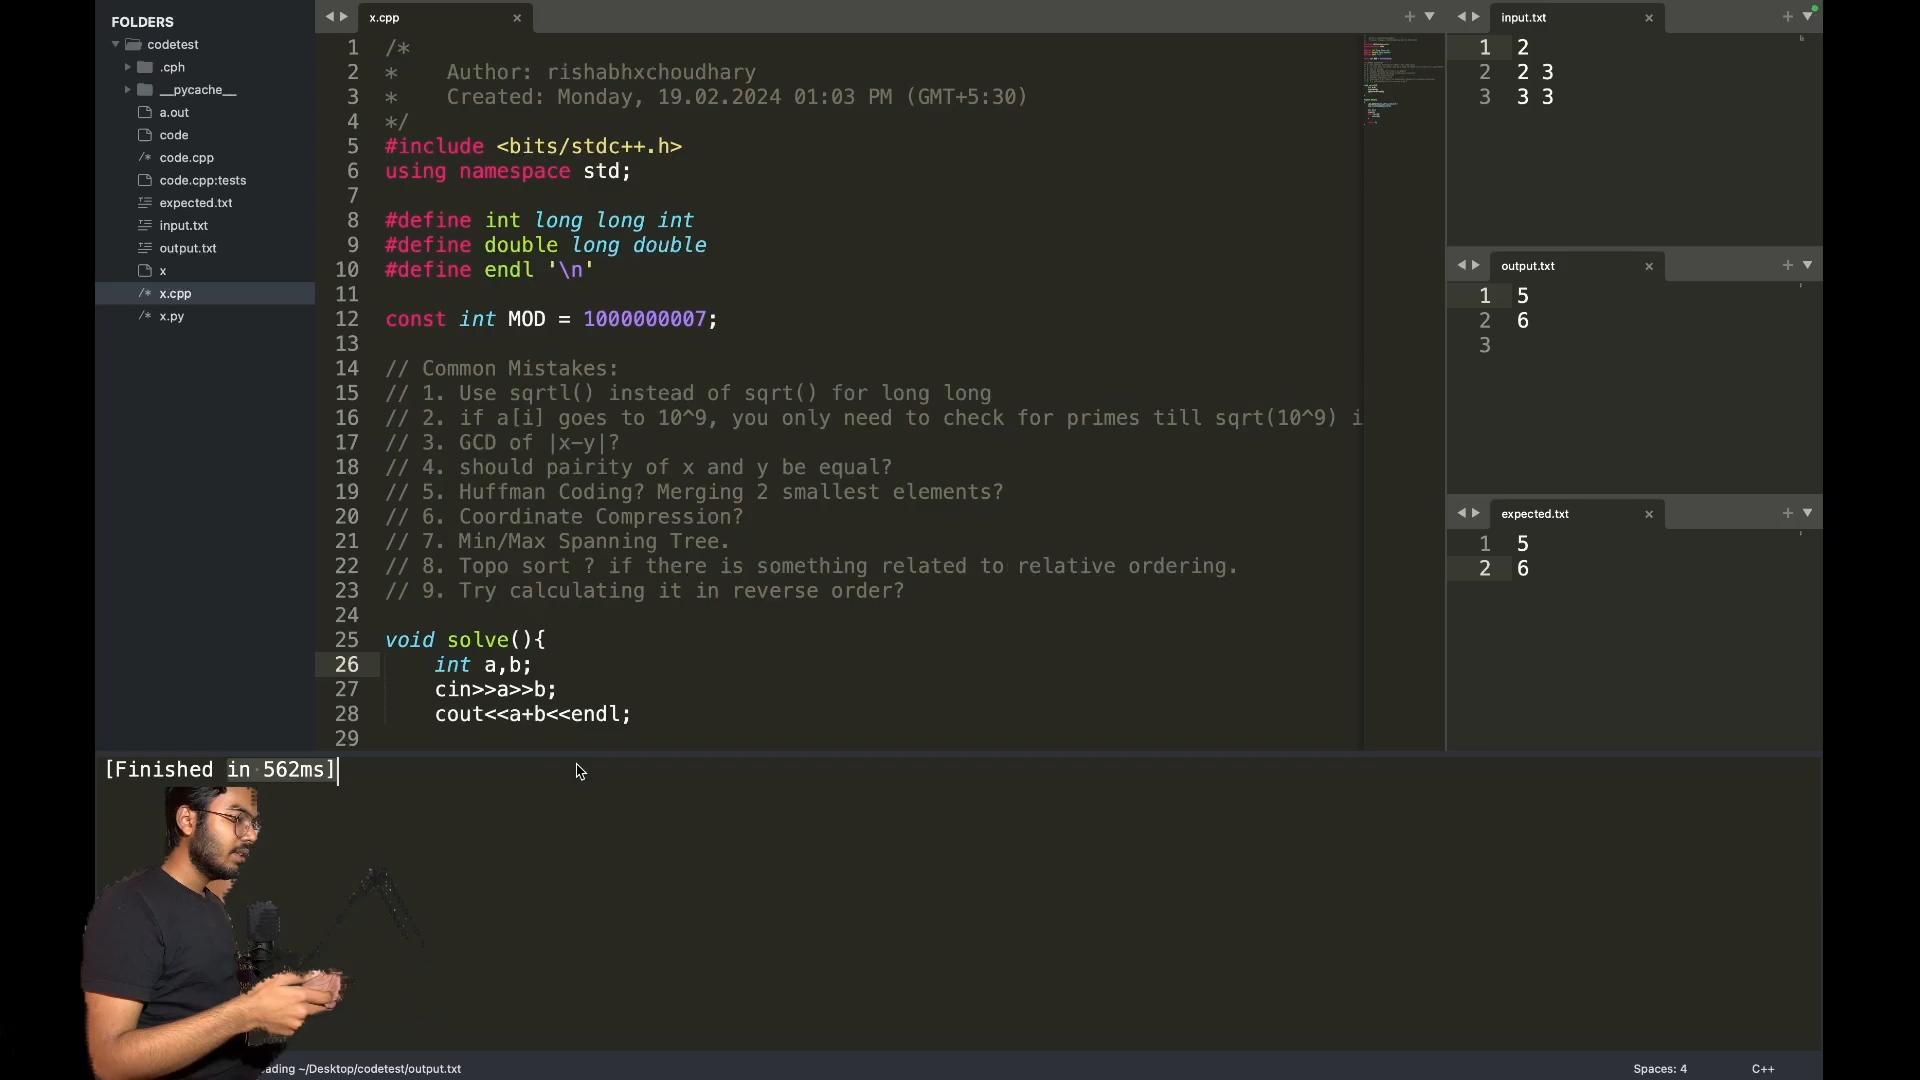 FOLDERS
codetest
.cph
__pycache__
a.out
code
code.cpp
code.cpp:tests
expected.txt
input.txt
output.txt
x
x.cpp
x.py
x.cpp
1 /*
2 *    Author: rishabhxchoudhary
3 *    Created: Monday, 19.02.2024 01:03 PM (GMT+5:30)
4 */
5 #include <bits/stdc++.h>
6 using namespace std;
7
8 #define int long long int
9 #define double long double
10 #define endl '\n'
11
12 const int MOD = 1000000007;
13
14 // Common Mistakes:
15 // 1. Use sqrtl() instead of sqrt() for long long
16 // 2. if a[i] goes to 10^9, you only need to check for primes till sqrt(10^9) i
17 // 3. GCD of |x-y|?
18 // 4. should pairity of x and y be equal?
19 // 5. Huffman Coding? Merging 2 smallest elements?
20 // 6. Coordinate Compression?
21 // 7. Min/Max Spanning Tree.
22 // 8. Topo sort ? if there is something related to relative ordering.
23 // 9. Try calculating it in reverse order?
24
25 void solve(){
26     int a,b;
27     cin>>a>>b;
28     cout<<a+b<<endl;
29
input.txt
1 2
2 2 3
3 3 3
output.txt
1 5
2 6
3
expected.txt
1 5
2 6
[Finished in 562ms]
ading ~/Desktop/codetest/output.txt
Spaces: 4
C++